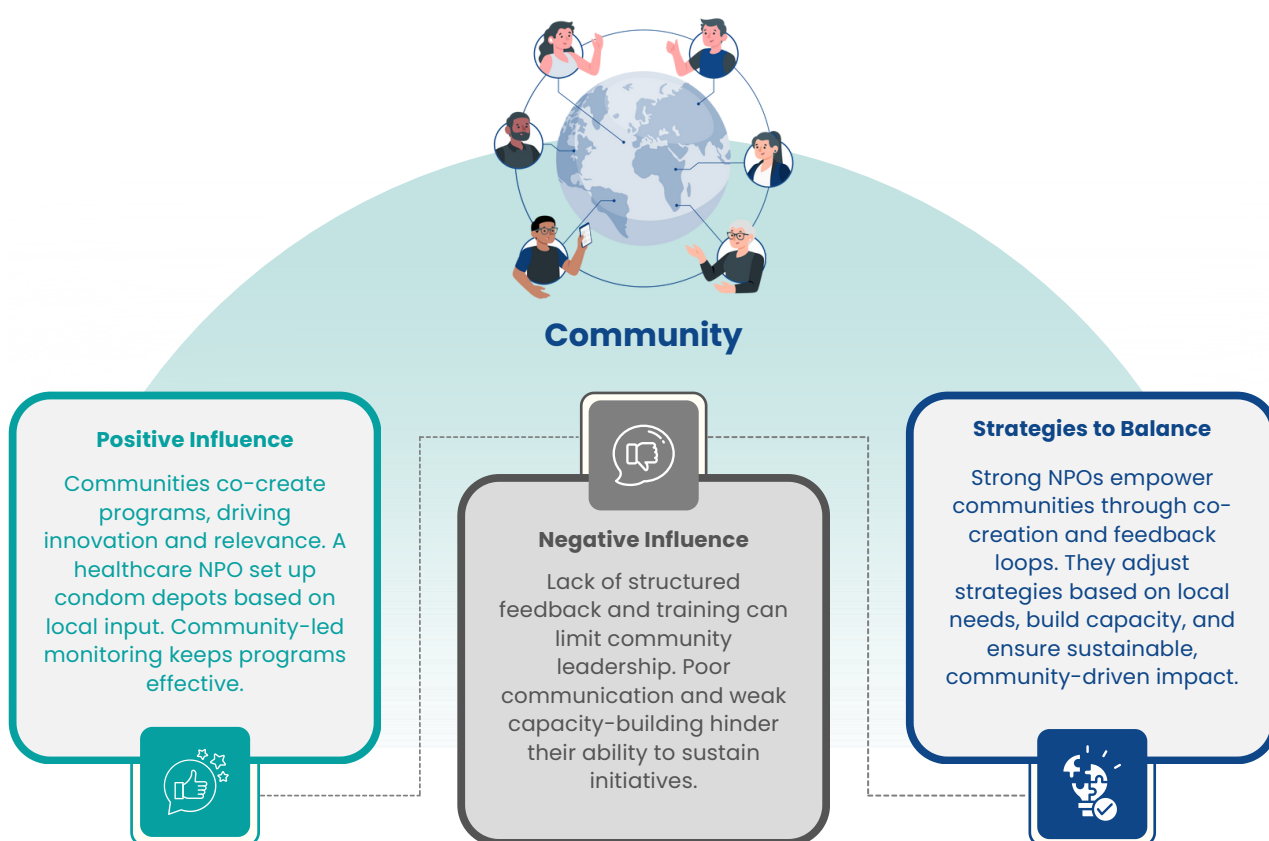 Community
Positive Influence
Communities co-create
programs, driving
innovation and relevance. A
healthcare NPO set up
condom depots based on
local input. Community-led
monitoring keeps programs
effective.
Negative Influence
Lack of structured
feedback and training can
limit community
leadership. Poor
communication and weak
capacity-building hinder
their ability to sustain
initiatives.
Strategies to Balance
Strong NPOs empower
communities through co-
creation and feedback
loops. They adjust
strategies based on local
needs, build capacity, and
ensure sustainable,
community-driven impact.